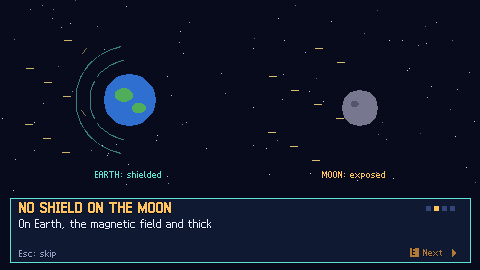 EARTH: shielded
MOON: exposed
NO SHIELD ON THE MOON
On Earth, the magnetic field and thick
Esc: skip
E Next